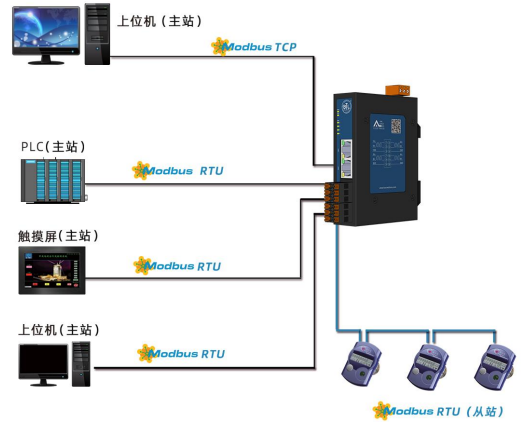 上位机(主站)
Modbus TCP
PLC(主站)
Modbus RTU
触摸屏(主站)
Modbus RTU
上位机(主站)
Modbus RTU
Modbus RTU (从站)